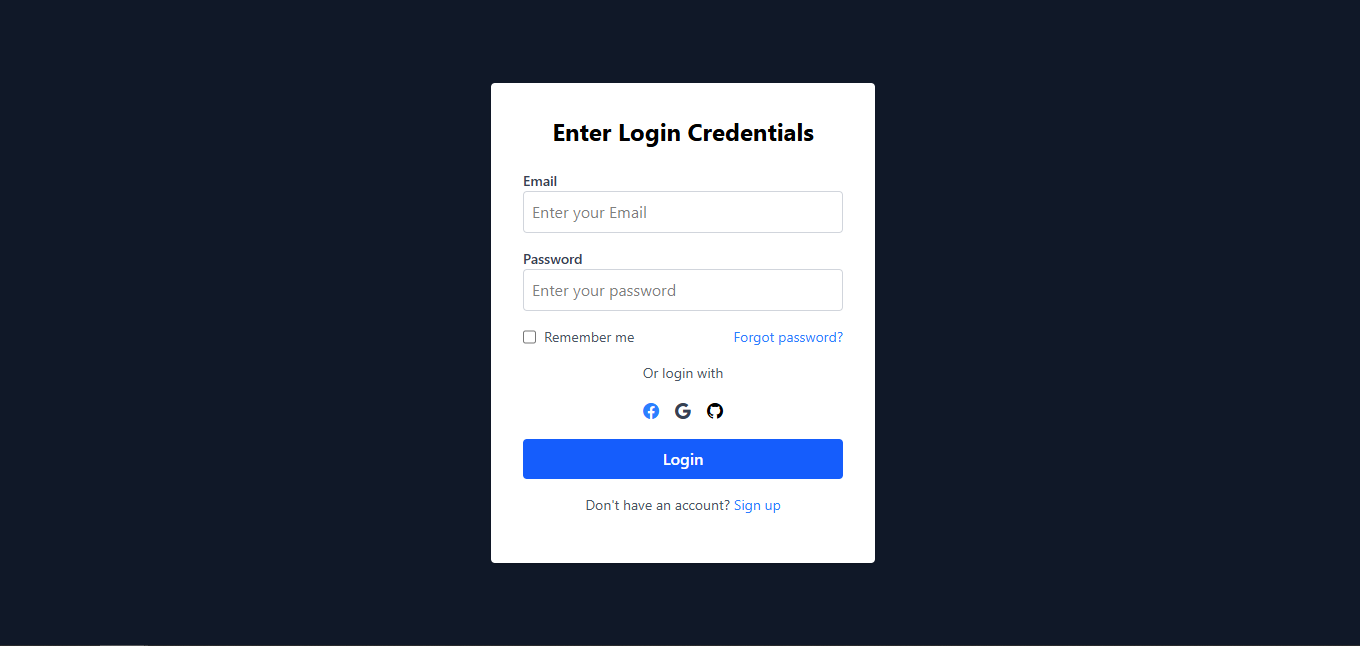 Enter Login Credentials
Email
Enter your Email
Password
Enter your password
Remember me Forgot password?
Or login with
Login
Don't have an account? Sign up